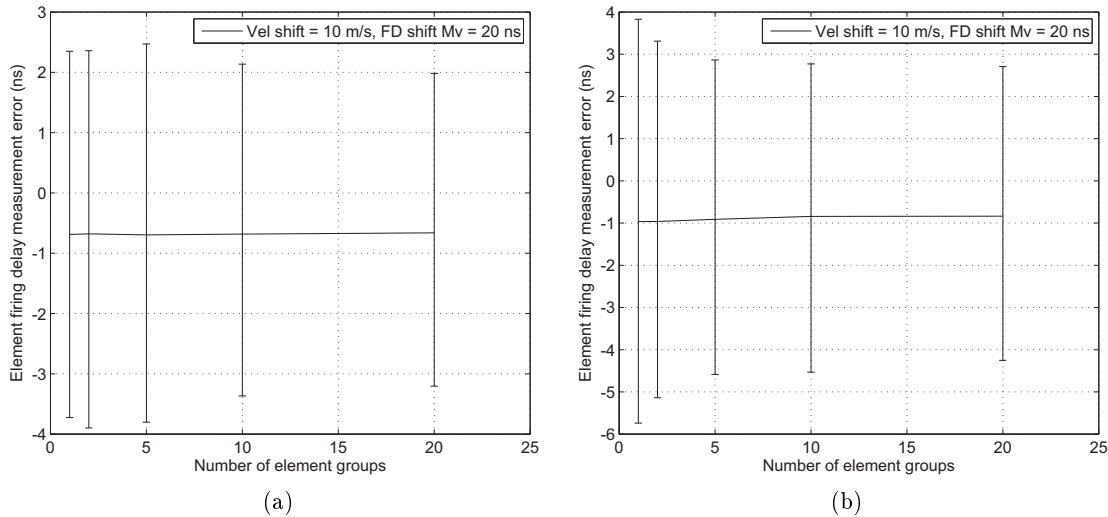 Vel shift = 10 m/s, FD shift Mv = 20 ns
Element firing delay measurement error (ns)
3
2
1
0
-1
-2
-3
-4
0 5 10 15 20 25
Number of element groups
(a)
Vel shift = 10 m/s, FD shift Mv = 20 ns
Element firing delay measurement error (ns)
4
3
2
1
0
-1
-2
-3
-4
-5
-6
0 5 10 15 20 25
Number of element groups
(b)